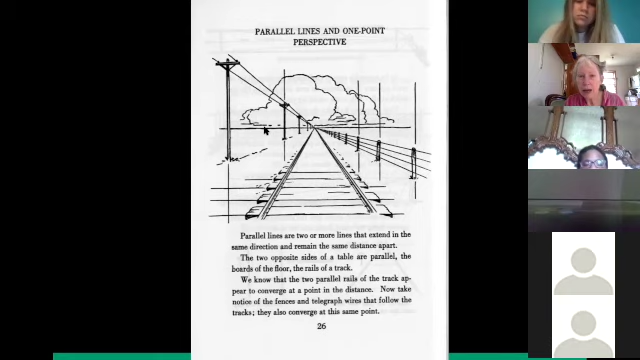 PARALLEL LINES AND ONE-POINT
PERSPECTIVE
Parallel lines are two or more lines that extend in the
same direction and remain the same distance apart.
The two opposite sides of a table are parallel, the
boards of the floor, the rails of a track.
We know that the two parallel rails of the track ap-
pear to converge at a point in the distance. Now take
notice of the fences and telegraph wires that follow the
tracks; they also converge at this same point.
26